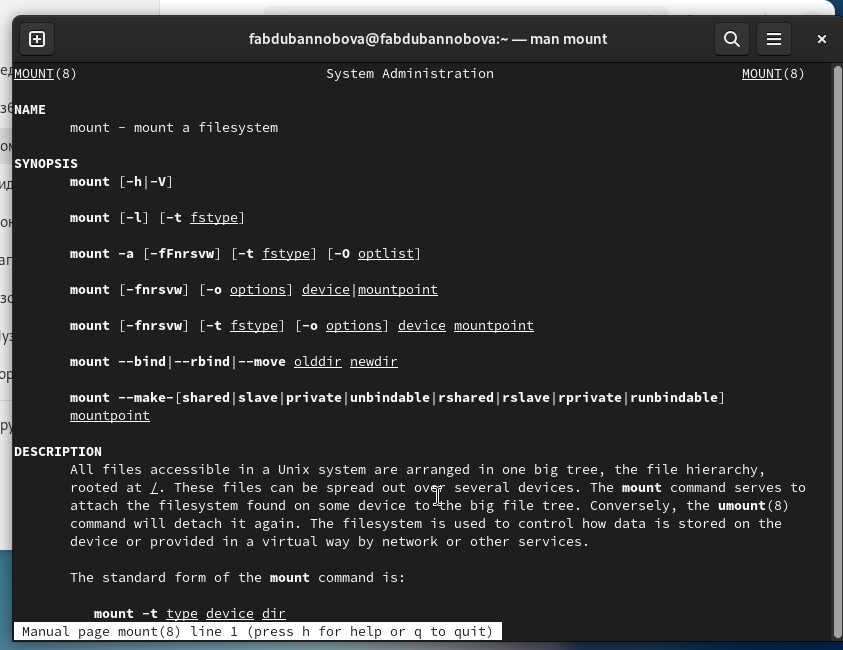 fabdubannobova@fabdubannobova:~ — man mount
MOUNT(8) System Administration MOUNT(8)
NAME
mount - mount a filesystem
SYNOPSIS
mount [-h|-V]
mount [-l] [-t fstype]
mount -a [-fFnrsvw] [-t fstype] [-O optlist]
mount [-fnrsvw] [-o options] device|mountpoint
mount [-fnrsvw] [-t fstype] [-o options] device mountpoint
mount --bind|--rbind|--move olddir newdir
mount --make-[shared|slave|private|unbindable|rshared|rslave|rprivate|runbindable]
mountpoint
DESCRIPTION
All files accessible in a Unix system are arranged in one big tree, the file hierarchy,
rooted at /. These files can be spread out over several devices. The mount command serves to
attach the filesystem found on some device to the big file tree. Conversely, the umount(8)
command will detach it again. The filesystem is used to control how data is stored on the
device or provided in a virtual way by network or other services.
The standard form of the mount command is:
mount -t type device dir
Manual page mount(8) line 1 (press h for help or q to quit)